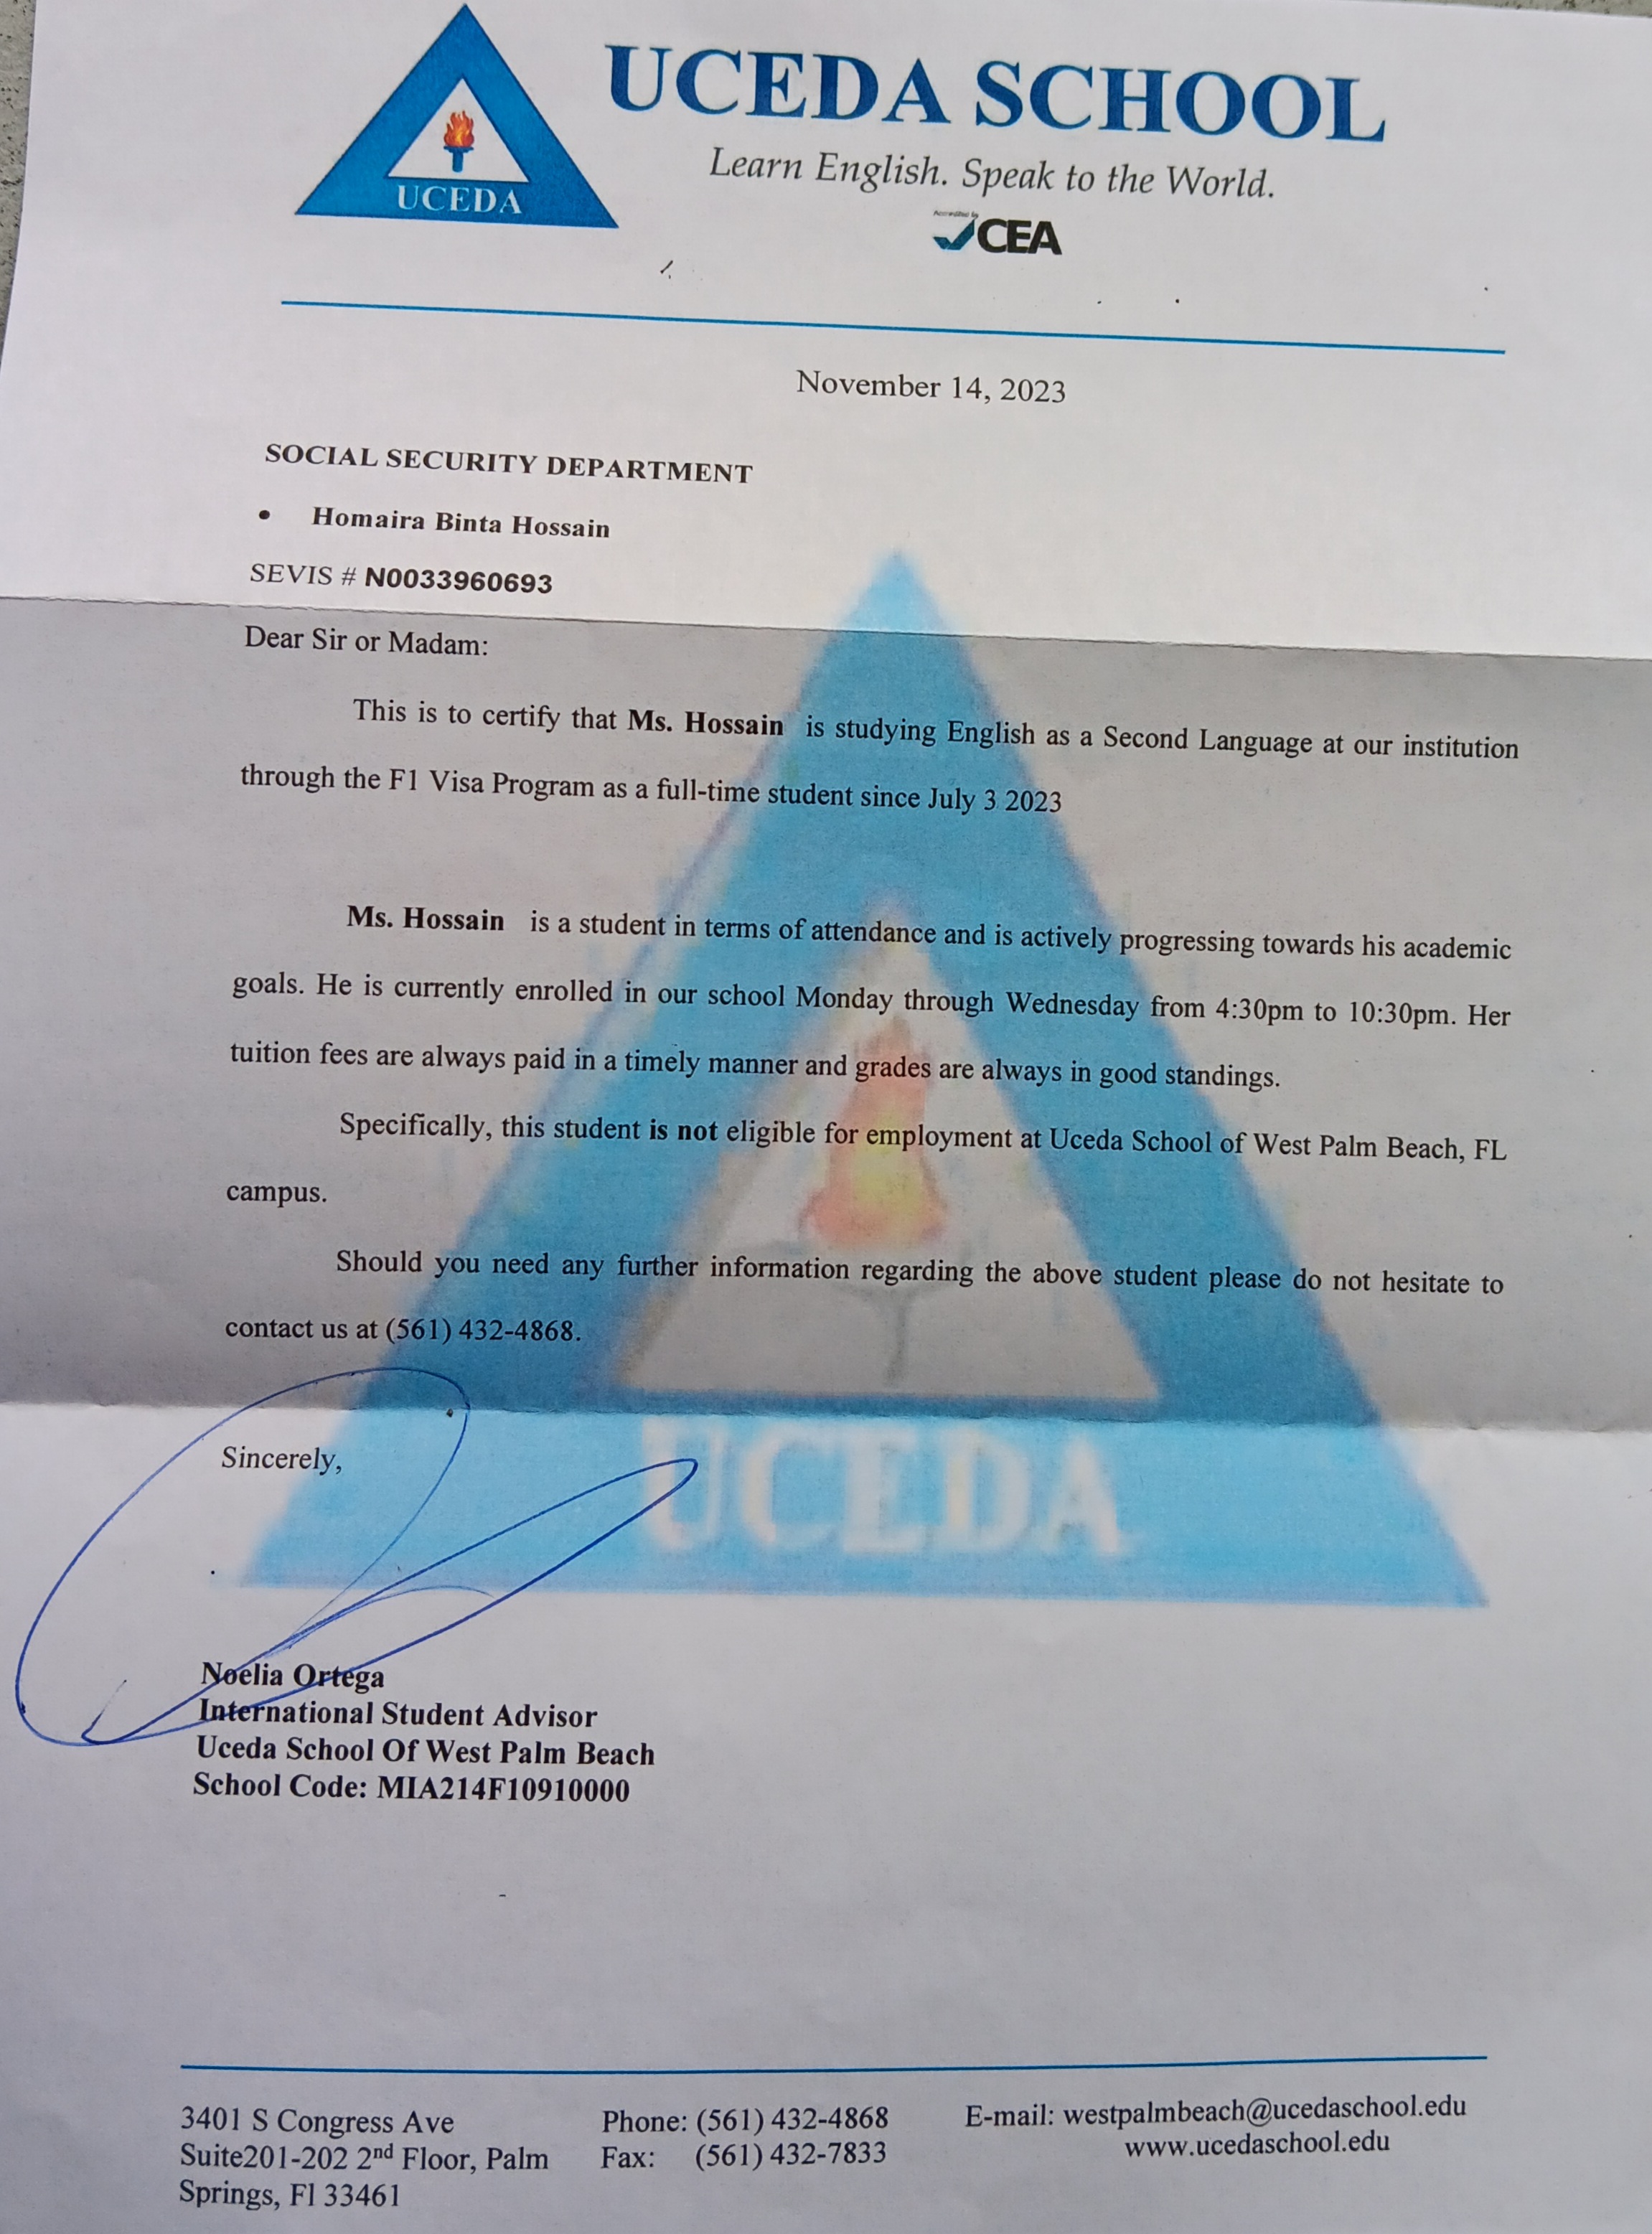 UCEDA
UCEDA SCHOOL
Learn English. Speak to the World.
Accredited by
CEA
November 14, 2023
SOCIAL SECURITY DEPARTMENT
• Homaira Binta Hossain
SEVIS # N0033960693
Dear Sir or Madam:
This is to certify that Ms. Hossain is studying English as a Second Language at our institution
through the F1 Visa Program as a full-time student since July 3 2023
Ms. Hossain is a student in terms of attendance and is actively progressing towards his academic
goals. He is currently enrolled in our school Monday through Wednesday from 4:30pm to 10:30pm. Her
tuition fees are always paid in a timely manner and grades are always in good standings.
Specifically, this student is not eligible for employment at Uceda School of West Palm Beach, FL
campus.
Should you need any further information regarding the above student please do not hesitate to
contact us at (561) 432-4868.
Sincerely,
UCEDA
Noelia Ortega
International Student Advisor
Uceda School Of West Palm Beach
School Code: MIA214F10910000
3401 S Congress Ave
Suite201-202 2nd Floor, Palm
Springs, Fl 33461
Phone: (561) 432-4868
Fax: (561) 432-7833
E-mail: westpalmbeach@ucedaschool.edu
www.ucedaschool.edu